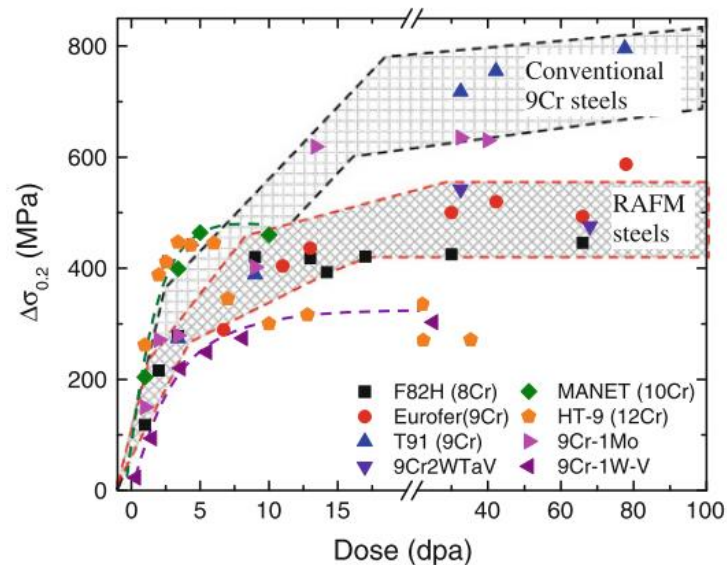 800
600
400
200
0
Δσ0.2 (MPa)
Conventional
9Cr steels
RAFM
steels
F82H (8Cr)
Eurofer(9Cr)
T91 (9Cr)
9Cr2WTaV
MANET (10Cr)
HT-9 (12Cr)
9Cr-1Mo
9Cr-1W-V
0 5 10 15 40 60 80 100
Dose (dpa)